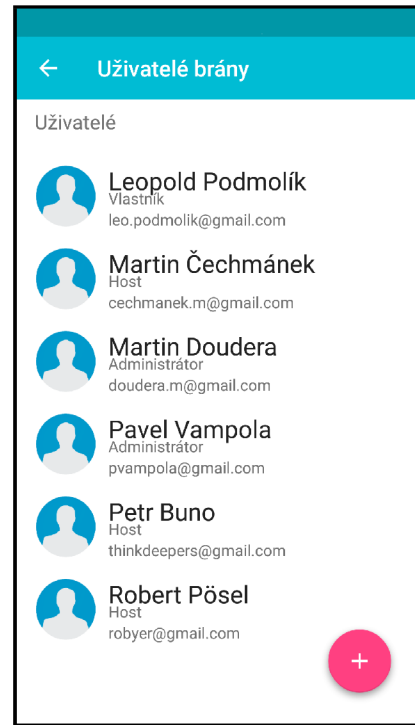 Uživatelé brány
Uživatelé
Leopold Podmolík
Vlastník
leo.podmolik@gmail.com
Martin Čechmánek
Host
cechmanek.m@gmail.com
Martin Doudera
Administrátor
doudera.m@gmail.com
Pavel Vampola
Administrátor
pvampola@gmail.com
Petr Buno
Host
thinkdeepers@gmail.com
Robert Pösel
Host
robyer@gmail.com